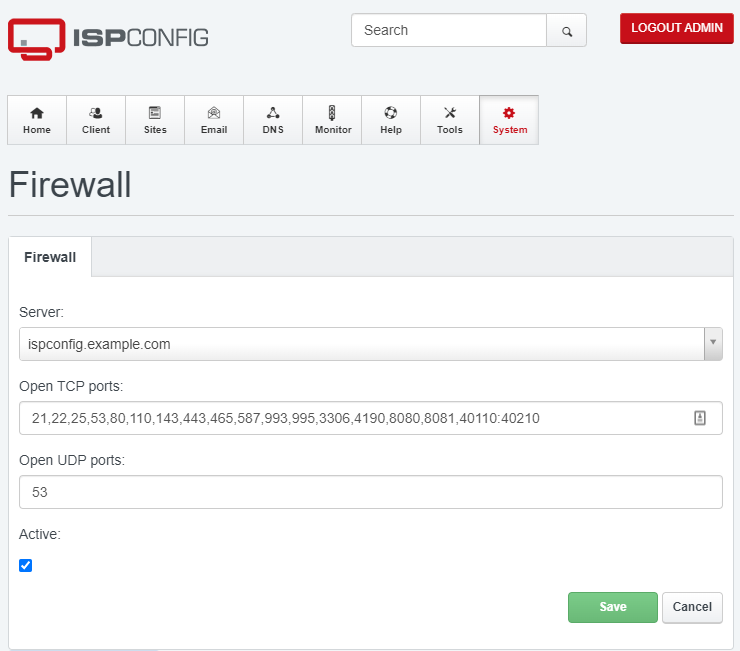 ISPCONFIG
Search
LOGOUT ADMIN
Home Client Sites Email DNS Monitor Help Tools System
Firewall
Firewall
Server:
ispconfig.example.com
Open TCP ports:
21,22,25,53,80,110,143,443,465,587,993,995,3306,4190,8080,8081,40110:40210
Open UDP ports:
53
Active:
Save Cancel